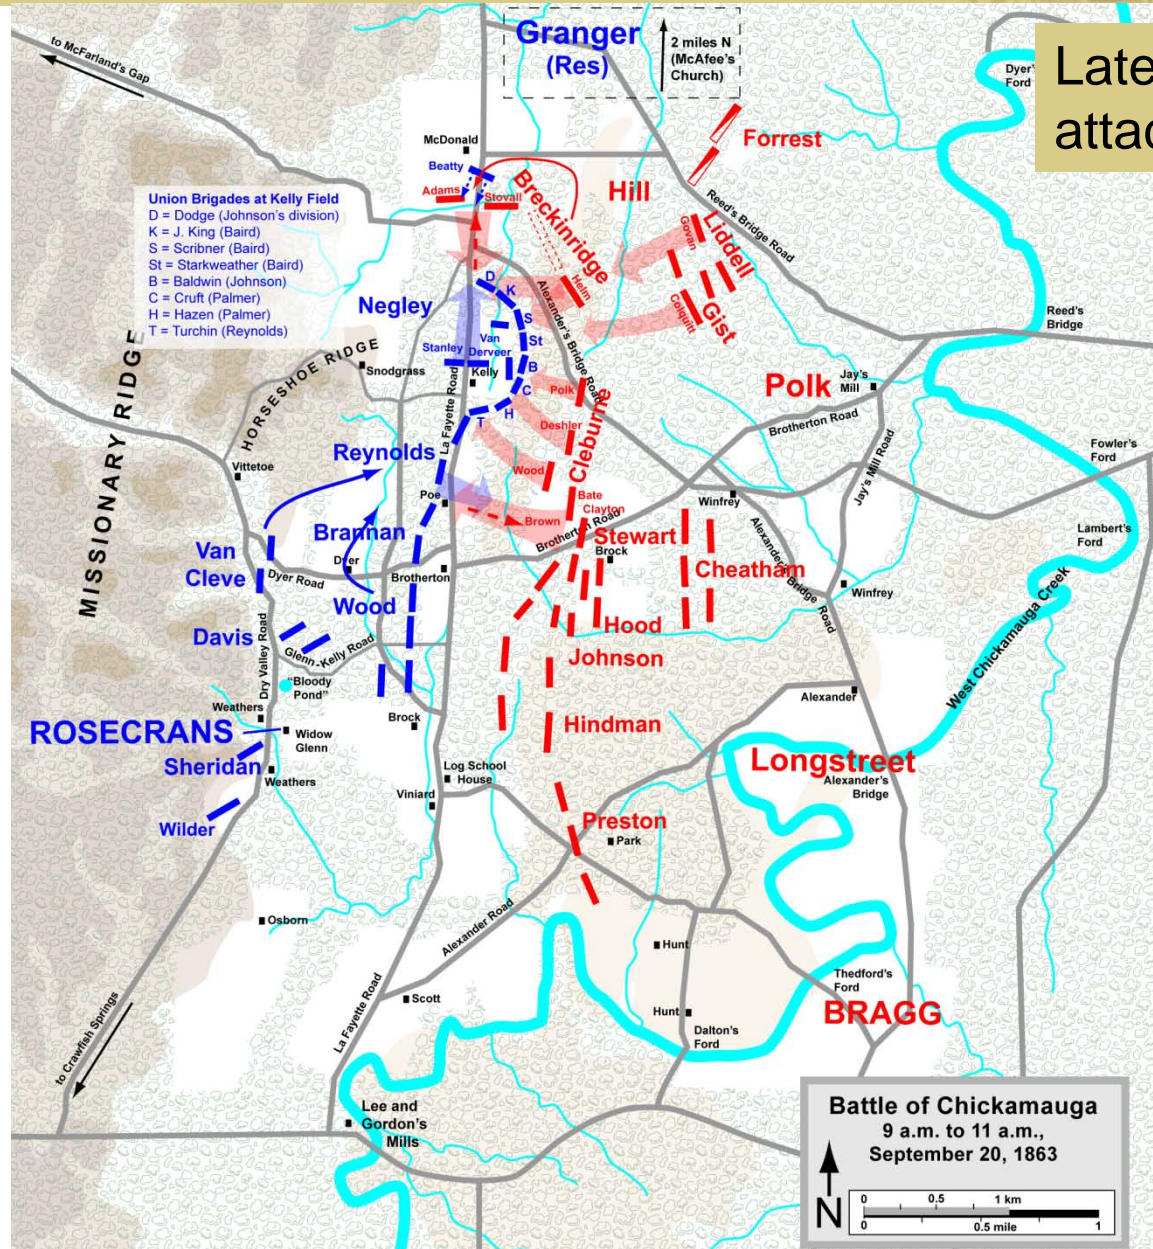 Late
attac
Granger
(Res)
2 miles N
(McAfee's
Church)
to McFarland's Gap
Dyer's
Ford
Forrest
McDonald
Beatty
Adams
Stovall
Breckinridge
Hill
Reed's Bridge Road
Union Brigades at Kelly Field
D = Dodge (Johnson's division)
K = J. King (Baird)
S = Scribner (Baird)
St = Starkweather (Baird)
B = Baldwin (Johnson)
C = Cruft (Palmer)
H = Hazen (Palmer)
T = Turchin (Reynolds)
Govan
Liddell
Helm
Colquitt
Gist
Negley
D
K
S
St
B
C
H
T
Van
Derveer
Stanley
Kelly
Alexander's Bridge Road
Reed's
Bridge
MISSIONARY RIDGE
HORSESHOE RIDGE
Snodgrass
La Fayette Road
Polk
Deshler
Wood
Cleburne
Polk
Jay's
Mill
Brotherton Road
Jay's Mill Road
Fowler's
Ford
Reynolds
Vittetoe
Poe
Bate
Clayton
Brown
Brotherton Road
Winfrey
Lambert's
Ford
Brannan
Stewart
Brock
Cheatham
Alexander's Bridge Road
Van
Cleve
Dyer
Dyer Road
Brotherton
Wood
Winfrey
West Chickamauga Creek
Davis
Glenn-Kelly Road
Dry Valley Road
Hood
Johnson
"Bloody
Pond"
Weathers
Brock
Alexander
ROSECRANS
Widow
Glenn
Hindman
Sheridan
Weathers
Log School
House
Longstreet
Alexander's
Bridge
Viniard
Wilder
Preston
Park
Osborn
Alexander Road
Hunt
Thedford's
Ford
to Crawfish Springs
La Fayette Road
Scott
Hunt
Dalton's
Ford
BRAGG
Lee and
Gordon's
Mills
Battle of Chickamauga
9 a.m. to 11 a.m.,
September 20, 1863
N
0 0.5 1 km
0 0.5 mile 1